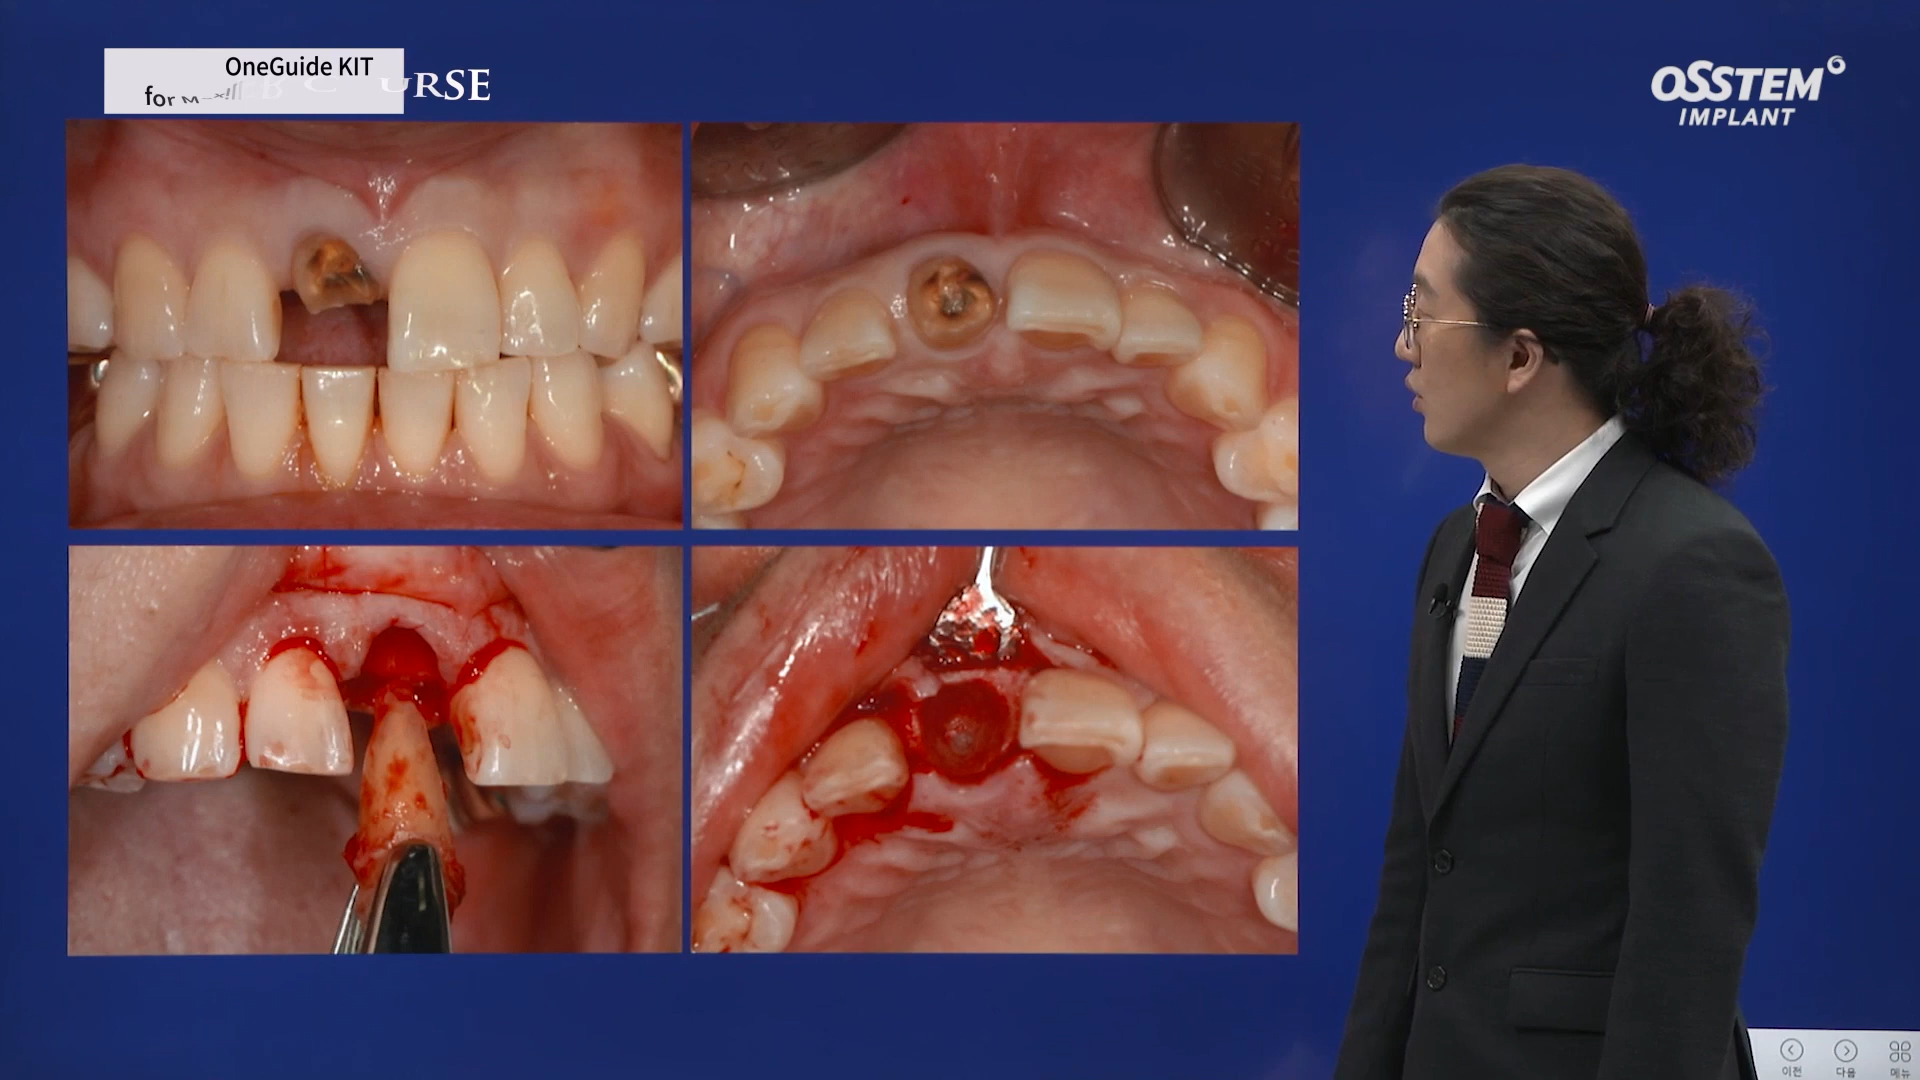 OneGuide KIT
for
URSE
OSSTEM
IMPLANT
이전
다음
메뉴